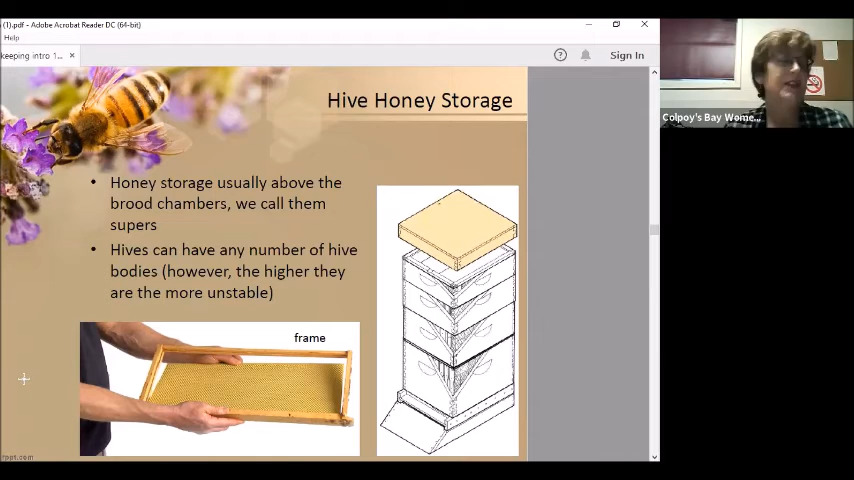 (1).pdf - Adobe Acrobat Reader DC (64-bit)
Help
keeping intro 1... ×
? Sign In
Hive Honey Storage
• Honey storage usually above the
brood chambers, we call them
supers
• Hives can have any number of hive
bodies (however, the higher they
are the more unstable)
frame
fppt.com
Colpoy's Bay Wome...